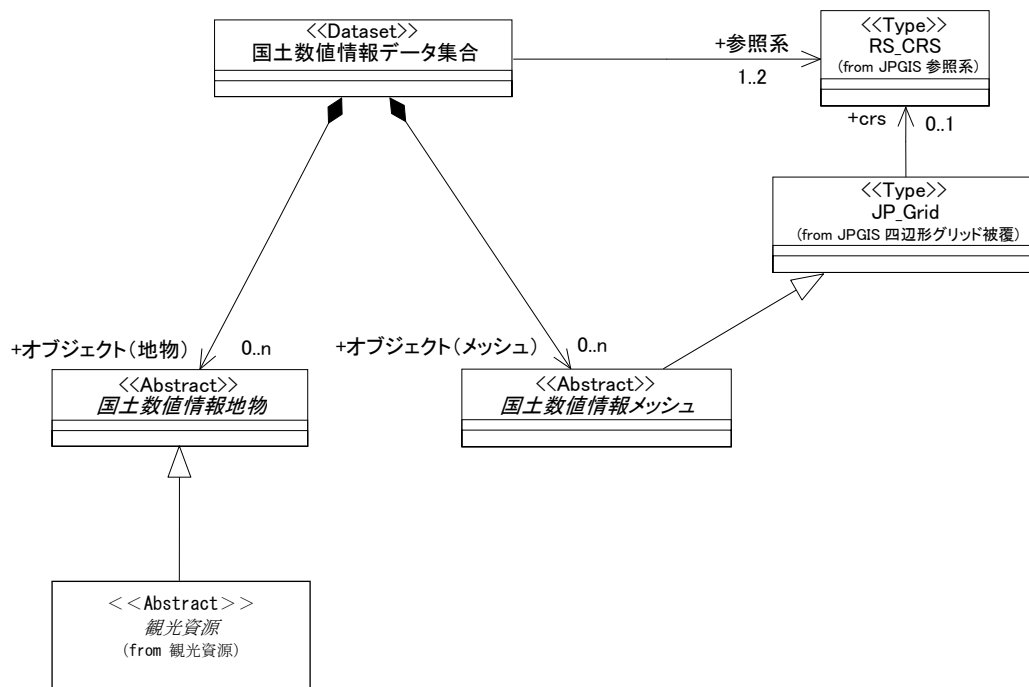 <<Dataset>>
国土数値情報データ集合
+参照系
1..2
<<Type>>
RS_CRS
(from JPGIS 参照系)
+crs
0..1
<<Type>>
JP_Grid
(from JPGIS 四辺形グリッド被覆)
+オブジェクト(地物)
0..n
+オブジェクト(メッシュ)
0..n
<<Abstract>>
国土数値情報地物
<<Abstract>>
国土数値情報メッシュ
<<Abstract>>
観光資源
(from 観光資源)